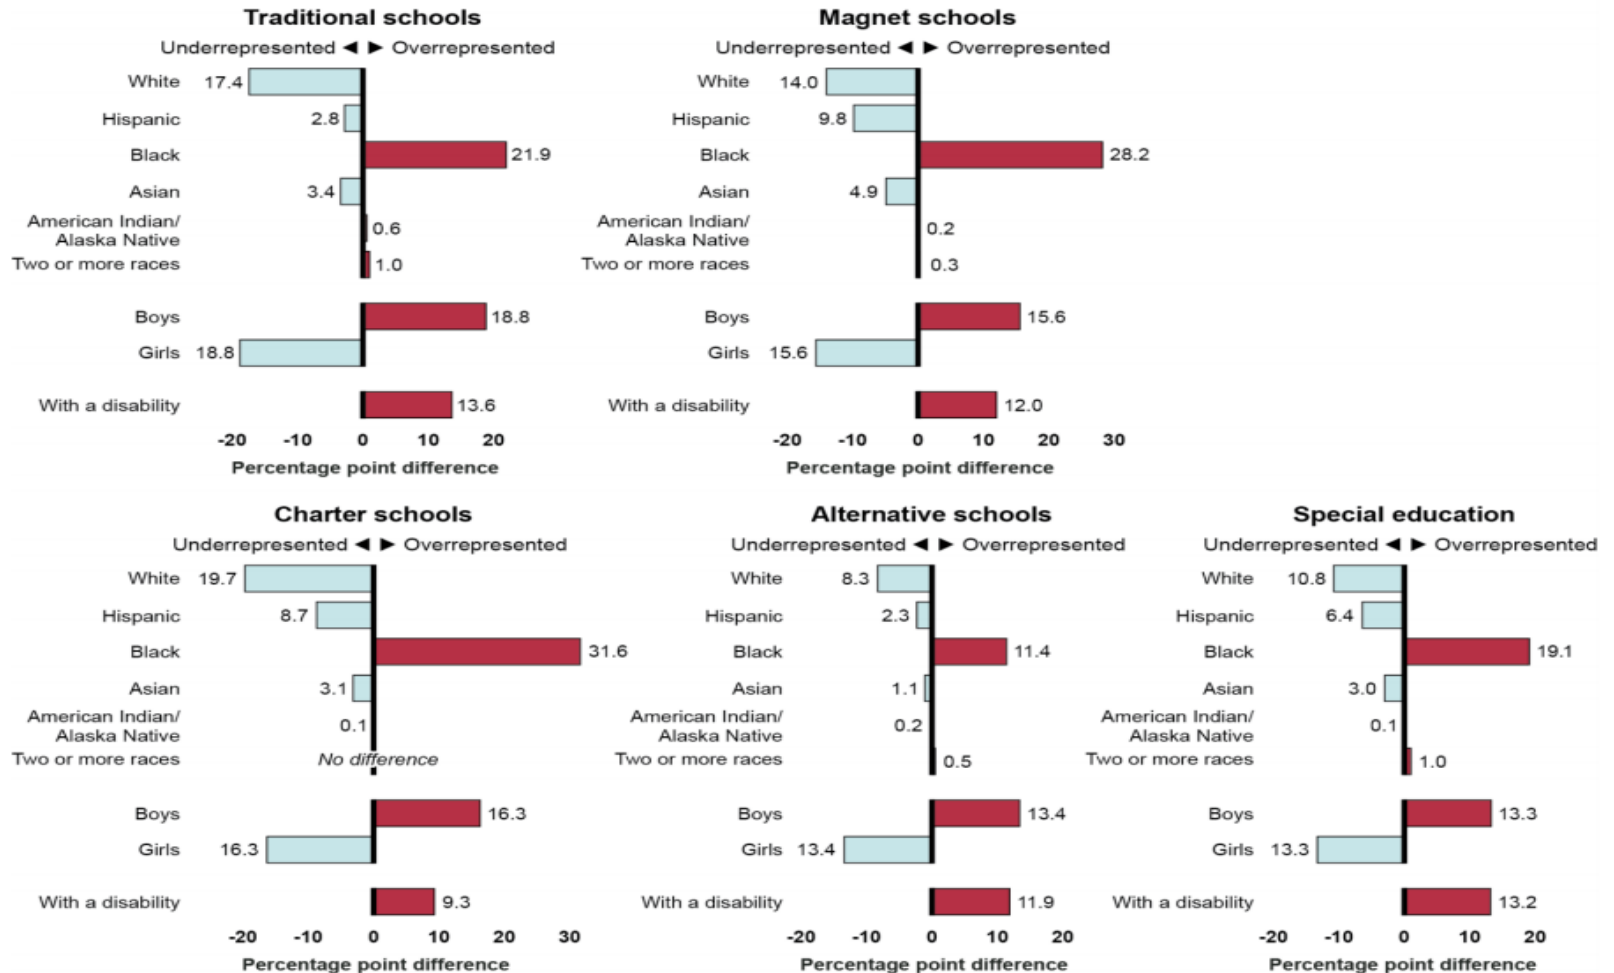 Traditional schools
Underrepresented ◄ ► Overrepresented
White 17.4
Hispanic 2.8
Black 21.9
Asian 3.4
American Indian/
Alaska Native 0.6
Two or more races 1.0
Boys 18.8
Girls 18.8
With a disability 13.6
-20 -10 0 10 20
Percentage point difference
Magnet schools
Underrepresented ◄ ► Overrepresented
White 14.0
Hispanic 9.8
Black 28.2
Asian 4.9
American Indian/
Alaska Native 0.2
Two or more races 0.3
Boys 15.6
Girls 15.6
With a disability 12.0
-20 -10 0 10 20 30
Percentage point difference
Charter schools
Underrepresented ◄ ► Overrepresented
White 19.7
Hispanic 8.7
Black 31.6
Asian 3.1
American Indian/
Alaska Native 0.1
Two or more races No difference
Boys 16.3
Girls 16.3
With a disability 9.3
-20 -10 0 10 20 30
Percentage point difference
Alternative schools
Underrepresented ◄ ► Overrepresented
White 8.3
Hispanic 2.3
Black 11.4
Asian 1.1
American Indian/
Alaska Native 0.2
Two or more races 0.5
Boys 13.4
Girls 13.4
With a disability 11.9
-20 -10 0 10 20
Percentage point difference
Special education
Underrepresented ◄ ► Overrepresented
White 10.8
Hispanic 6.4
Black 19.1
Asian 3.0
American Indian/
Alaska Native 0.1
Two or more races 1.0
Boys 13.3
Girls 13.3
With a disability 13.2
-20 -10 0 10 20
Percentage point difference